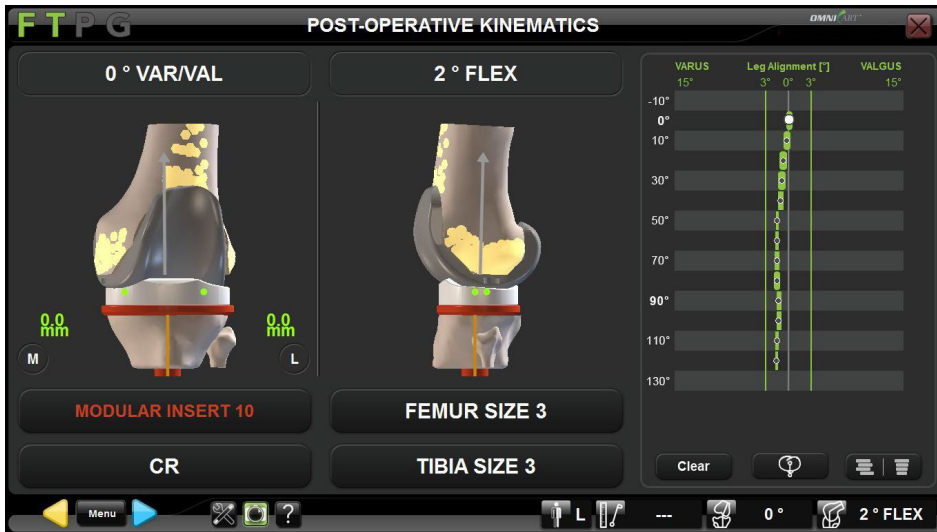 FTPG
POST-OPERATIVE KINEMATICS
OMNI ART™
0 ° VAR/VAL
2 ° FLEX
VARUS Leg Alignment [°] VALGUS
15° 3° 0° 3° 15°
-10°
0°
10°
30°
50°
70°
90°
110°
130°
0.0 mm
0.0 mm
M
L
MODULAR INSERT 10
FEMUR SIZE 3
CR
TIBIA SIZE 3
Clear
Menu
?
L
---
0 °
2 ° FLEX